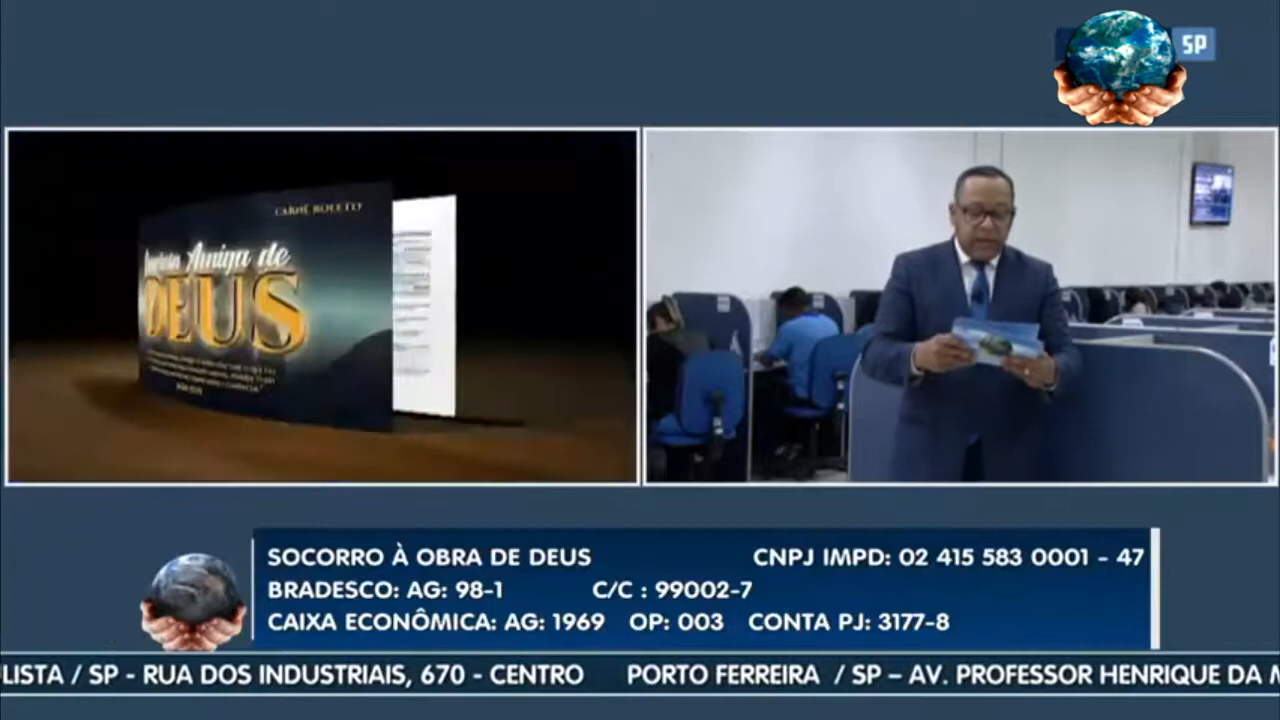 SP
CARNÊ BOLETO
Amiga de
DEUS
SOCORRO À OBRA DE DEUS
CNPJ IMPD: 02 415 583 0001 - 47
BRADESCO: AG: 98-1 C/C : 99002-7
CAIXA ECONÔMICA: AG: 1969 OP: 003 CONTA PJ: 3177-8
LISTA / SP - RUA DOS INDUSTRIAIS, 670 - CENTRO PORTO FERREIRA / SP – AV. PROFESSOR HENRIQUE DA M